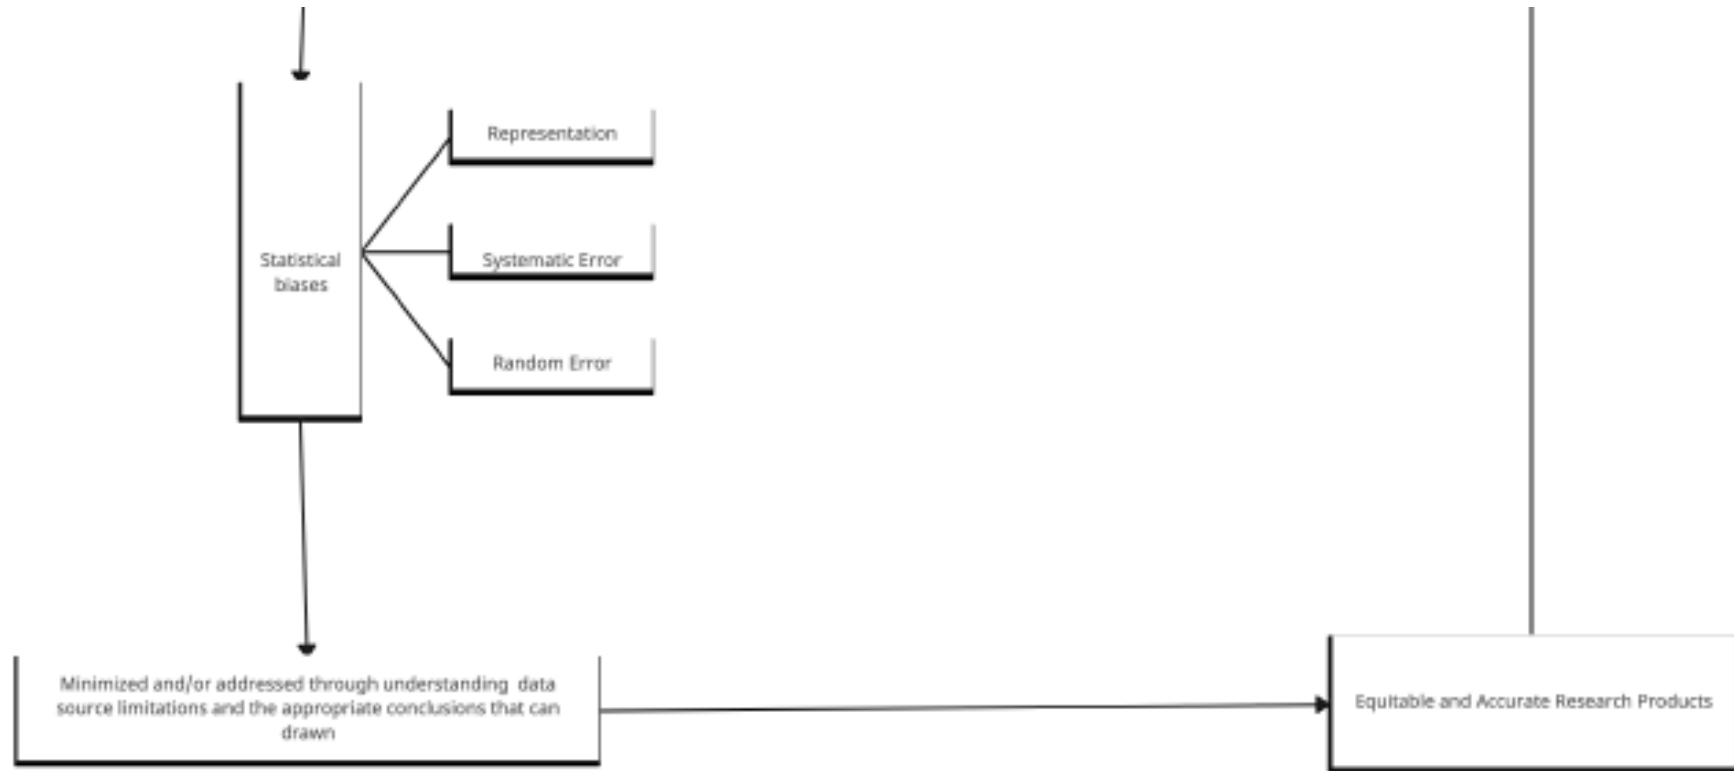 Representation
Statistical
biases
Systematic Error
Random Error
Minimized and/or addressed through understanding  data
source limitations and the appropriate conclusions that can
drawn
Equitable and Accurate Research Products